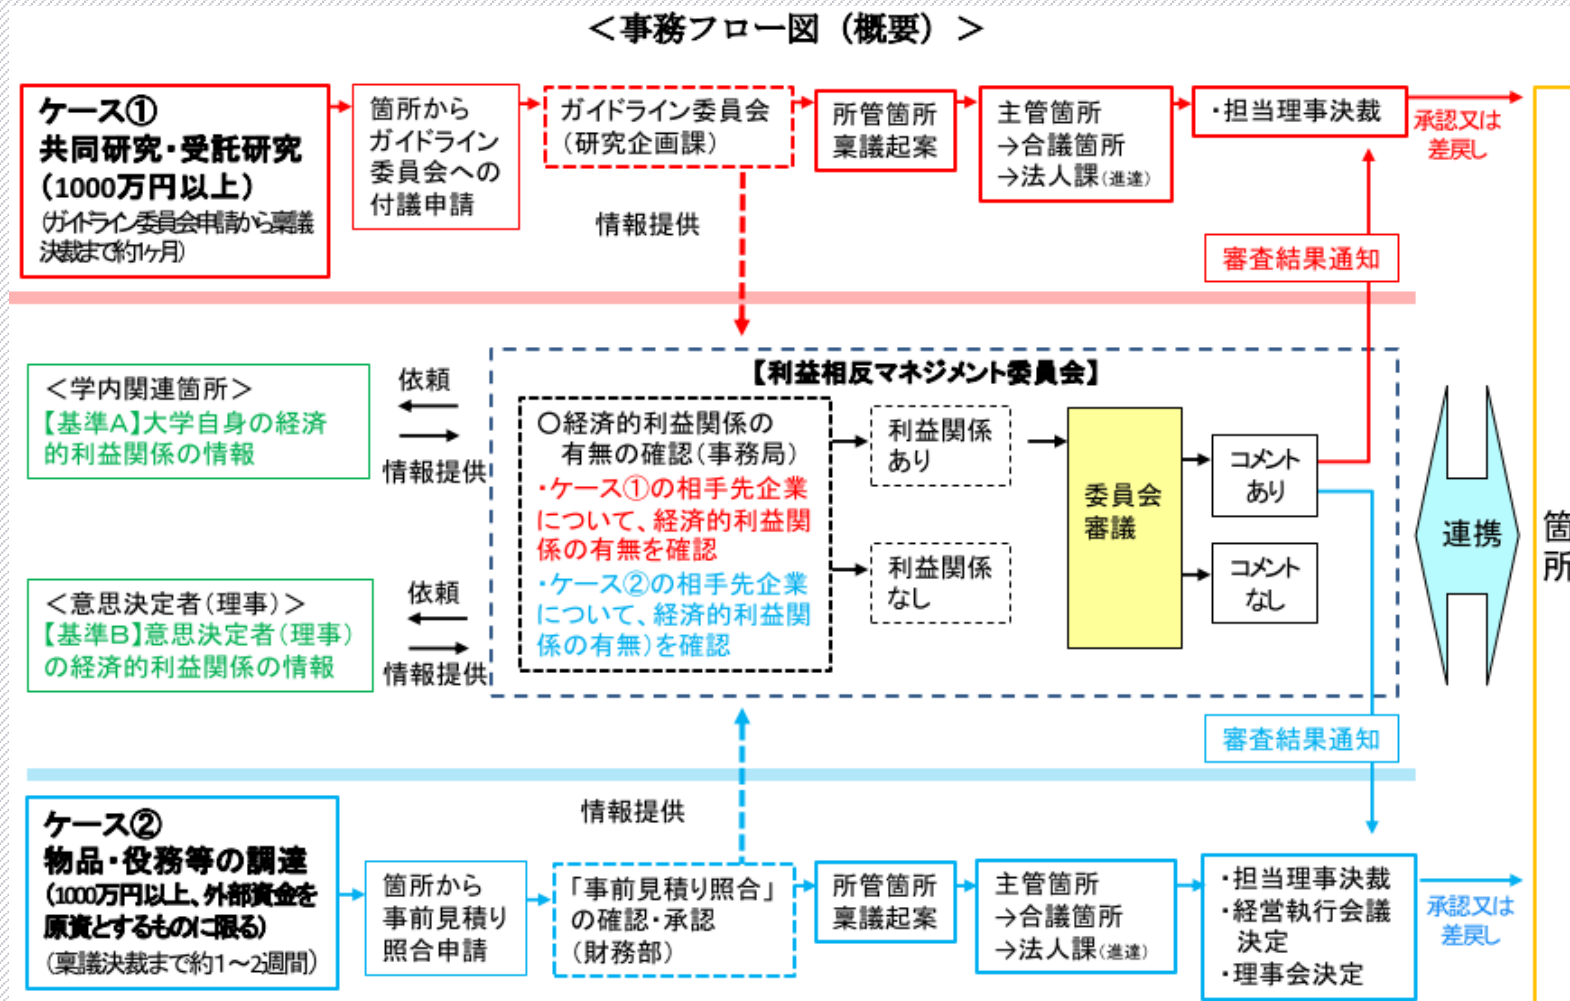 ＜事務フロー図（概要）＞
ケース①
共同研究・受託研究
（1000万円以上）
（ガイドライン委員会申請から稟議
決裁まで約1ヶ月）
箇所から
ガイドライン
委員会への
付議申請
ガイドライン委員会
（研究企画課）
所管箇所
稟議起案
主管箇所
→合議箇所
→法人課（進達）
・担当理事決裁
承認又は
差戻し
情報提供
審査結果通知
＜学内関連箇所＞
【基準Ａ】大学自身の経済
的利益関係の情報
依頼
情報提供
＜意思決定者（理事）＞
【基準Ｂ】意思決定者（理事）
の経済的利益関係の情報
依頼
情報提供
【利益相反マネジメント委員会】
○経済的利益関係の
有無の確認（事務局）
・ケース①の相手先企業
について、経済的利益関
係の有無を確認
・ケース②の相手先企業
について、経済的利益関
係の有無）を確認
利益関係
あり
利益関係
なし
委員会
審議
コメント
あり
コメント
なし
連携
箇
所
審査結果通知
情報提供
ケース②
物品・役務等の調達
（1000万円以上、外部資金を
原資とするものに限る）
（稟議決裁まで約1～2週間）
箇所から
事前見積り
照合申請
「事前見積り照合」
の確認・承認
（財務部）
所管箇所
稟議起案
主管箇所
→合議箇所
→法人課（進達）
・担当理事決裁
・経営執行会議
決定
・理事会決定
承認又は
差戻し